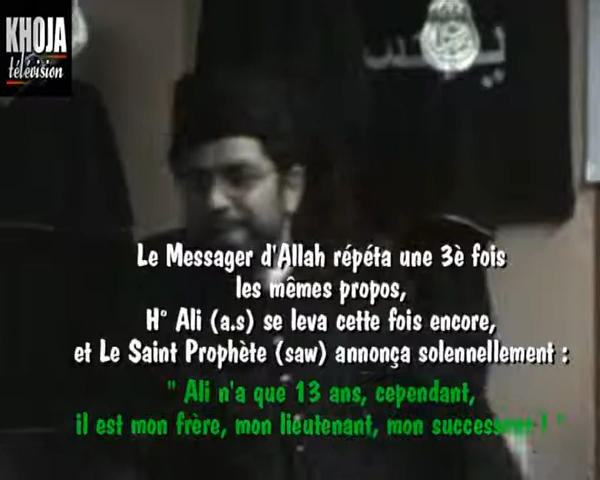 KHOJA
télévision
Le Messager d'Allah répéta une 3è fois
les mêmes propos,
H° Ali (a.s) se leva cette fois encore,
et Le Saint Prophète (saw) annonça solennellement :
" Ali n'a que 13 ans, cependant,
il est mon frère, mon lieutenant, mon successeur ! "